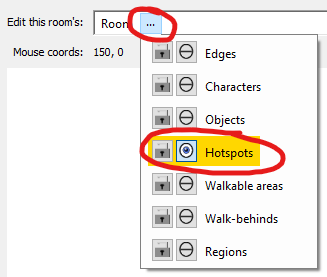 Edit this room's: Room ...
Mouse coords: 150, 0
Edges
Characters
Objects
Hotspots
Walkable areas
Walk-behinds
Regions